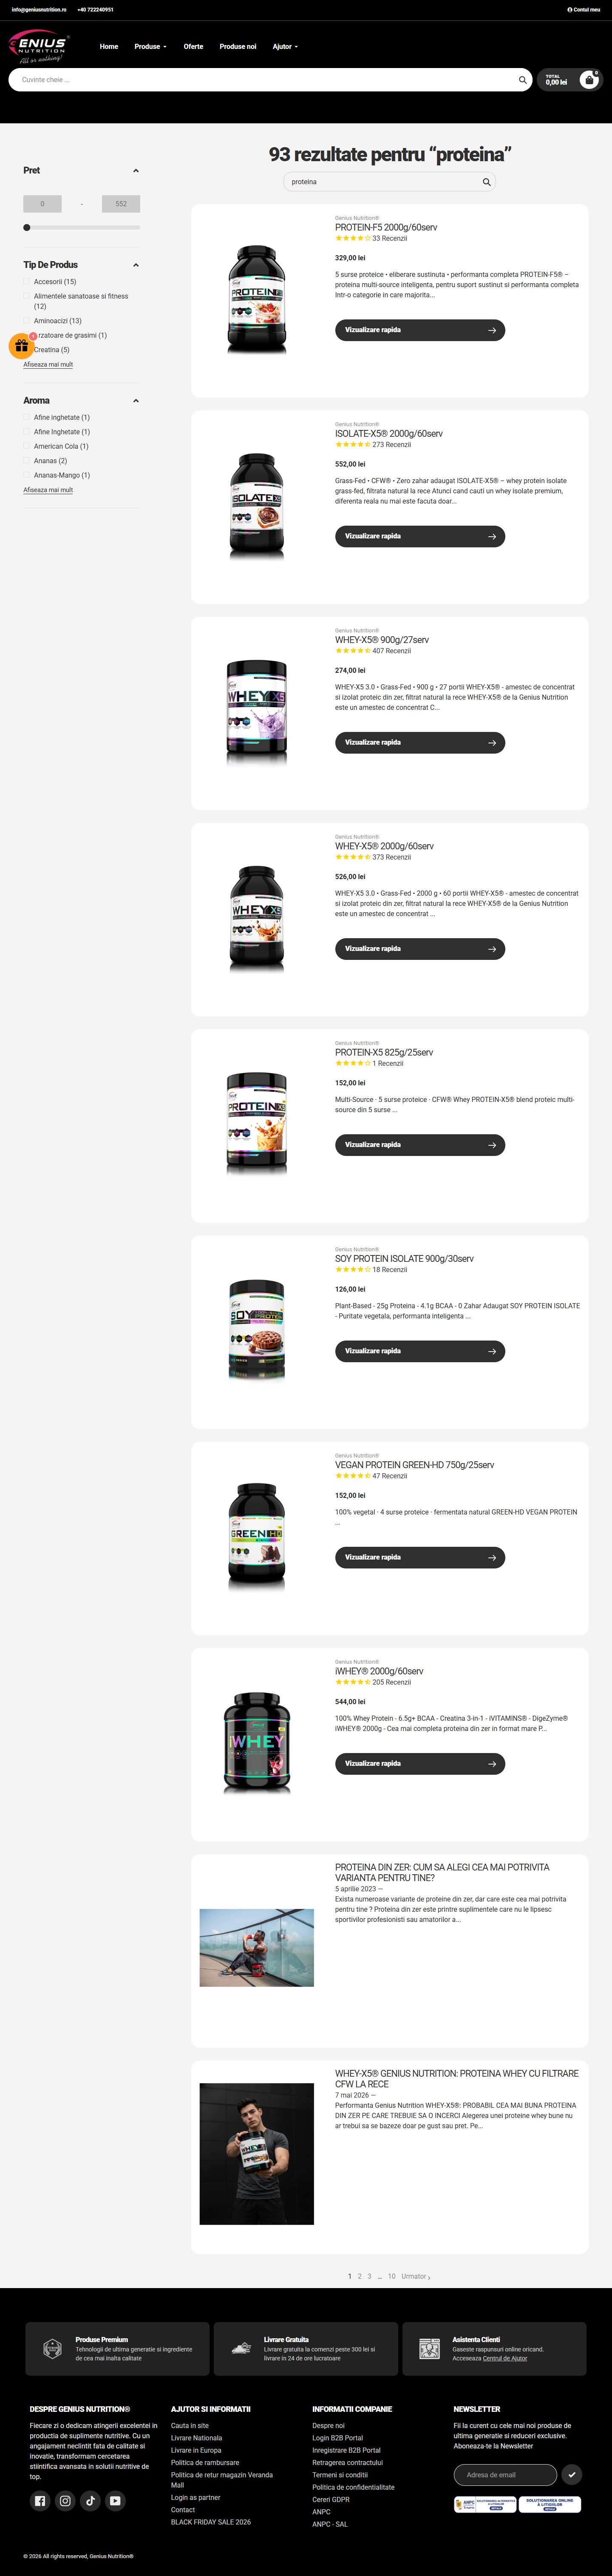 info@geniusnutrition.ro
+40 722240951
Contul meu
GENIUS
NUTRITION
All or nothing!
Home
Produse
Oferte
Produse noi
Ajutor
Cuvinte cheie ...
TOTAL
0,00 lei
0
93 rezultate pentru “proteina”
proteina
Pret
0
-
552
Tip De Produs
Accesorii (15)
Alimentele sanatoase si fitness
(12)
Aminoacizi (13)
rzatoare de grasimi (1)
1
Creatina (5)
Afiseaza mai mult
Aroma
Afine inghetate (1)
Afine Inghetate (1)
American Cola (1)
Ananas (2)
Ananas-Mango (1)
Afiseaza mai mult
Genius Nutrition®
PROTEIN-F5 2000g/60serv
33 Recenzii
329,00 lei
5 surse proteice • eliberare sustinuta • performanta completa PROTEIN-F5® –
proteina multi-source inteligenta, pentru suport sustinut si performanta completa
Intr-o categorie in care majorita...
Vizualizare rapida
Genius Nutrition®
ISOLATE-X5® 2000g/60serv
273 Recenzii
552,00 lei
Grass-Fed • CFW® • Zero zahar adaugat ISOLATE-X5® – whey protein isolate
grass-fed, filtrata natural la rece Atunci cand cauti un whey isolate premium,
diferenta reala nu mai este facuta doar...
Vizualizare rapida
Genius Nutrition®
WHEY-X5® 900g/27serv
407 Recenzii
274,00 lei
WHEY-X5 3.0 • Grass-Fed • 900 g • 27 portii WHEY-X5® - amestec de concentrat
si izolat proteic din zer, filtrat natural la rece WHEY-X5® de la Genius Nutrition
este un amestec de concentrat C...
Vizualizare rapida
Genius Nutrition®
WHEY-X5® 2000g/60serv
373 Recenzii
526,00 lei
WHEY-X5 3.0 • Grass-Fed • 2000 g • 60 portii WHEY-X5® - amestec de concentrat
si izolat proteic din zer, filtrat natural la rece WHEY-X5® de la Genius Nutrition
este un amestec de concentrat ...
Vizualizare rapida
Genius Nutrition®
PROTEIN-X5 825g/25serv
1 Recenzii
152,00 lei
Multi-Source · 5 surse proteice · CFW® Whey PROTEIN-X5® blend proteic multi-
source din 5 surse ...
Vizualizare rapida
Genius Nutrition®
SOY PROTEIN ISOLATE 900g/30serv
18 Recenzii
126,00 lei
Plant-Based - 25g Proteina - 4.1g BCAA - 0 Zahar Adaugat SOY PROTEIN ISOLATE
- Puritate vegetala, performanta inteligenta ...
Vizualizare rapida
Genius Nutrition®
VEGAN PROTEIN GREEN-HD 750g/25serv
47 Recenzii
152,00 lei
100% vegetal · 4 surse proteice · fermentata natural GREEN-HD VEGAN PROTEIN
...
Vizualizare rapida
Genius Nutrition®
iWHEY® 2000g/60serv
205 Recenzii
544,00 lei
100% Whey Protein - 6.5g+ BCAA - Creatina 3-in-1 - iVITAMINS® - DigeZyme®
iWHEY® 2000g - Cea mai completa proteina din zer in format mare P...
Vizualizare rapida
PROTEINA DIN ZER: CUM SA ALEGI CEA MAI POTRIVITA
VARIANTA PENTRU TINE?
5 aprilie 2023 —
Exista numeroase variante de proteine din zer, dar care este cea mai potrivita
pentru tine ? Proteina din zer este printre suplimentele care nu le lipsesc
sportivilor profesionisti sau amatorilor a...
WHEY-X5® GENIUS NUTRITION: PROTEINA WHEY CU FILTRARE
CFW LA RECE
7 mai 2026 —
Performanta Genius Nutrition WHEY-X5®: PROBABIL CEA MAI BUNA PROTEINA
DIN ZER PE CARE TREBUIE SA O INCERCI Alegerea unei proteine whey bune nu
ar trebui sa se bazeze doar pe gust sau pret. Pe...
1 2 3 … 10 Urmator
Produse Premium
Tehnologii de ultima generatie si ingrediente
de cea mai inalta calitate
Livrare Gratuita
Livrare gratuita la comenzi peste 300 lei si
livrare in 24 de ore lucratoare
Asistenta Clienti
Gaseste raspunsuri online oricand.
Acceseaza Centrul de Ajutor
DESPRE GENIUS NUTRITION®
Fiecare zi o dedicam atingerii excelentei in
productia de suplimente nutritive. Cu un
angajament neclintit fata de calitate si
inovatie, transformam cercetarea
stiintifica avansata in solutii nutritive de
top.
AJUTOR SI INFORMATII
Cauta in site
Livrare Nationala
Livrare in Europa
Politica de rambursare
Politica de retur magazin Veranda
Mall
Login as partner
Contact
BLACK FRIDAY SALE 2026
INFORMATII COMPANIE
Despre noi
Login B2B Portal
Inregistrare B2B Portal
Retragerea contractului
Termeni si conditii
Politica de confidentialitate
Cereri GDPR
ANPC
ANPC - SAL
NEWSLETTER
Fii la curent cu cele mai noi produse de
ultima generatie si reduceri exclusive.
Aboneaza-te la Newsletter
Adresa de email
© 2026 All rights reserved, Genius Nutrition®